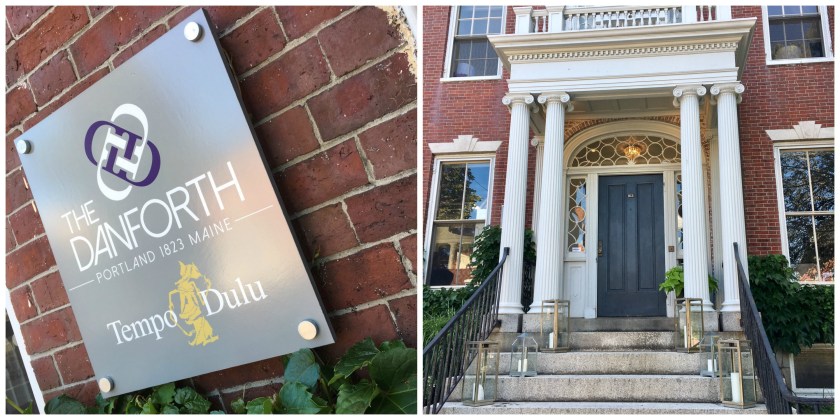 THE
DANFORTH
PORTLAND 1823 MAINE
Tempo Dulu